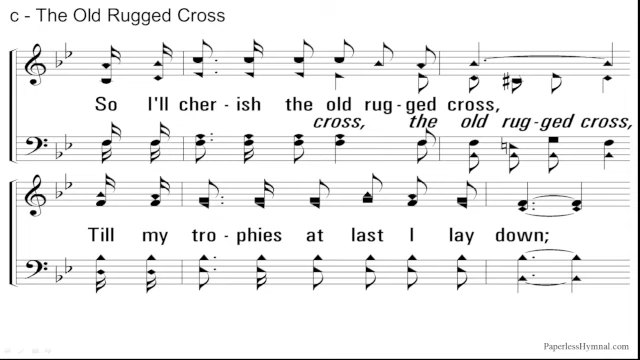 c - The Old Rugged Cross
So I'll cher - ish the old rug - ged cross,
cross, the old rug - ged cross,
Till my tro - phies at last I lay down;
PaperlessHymnal.com